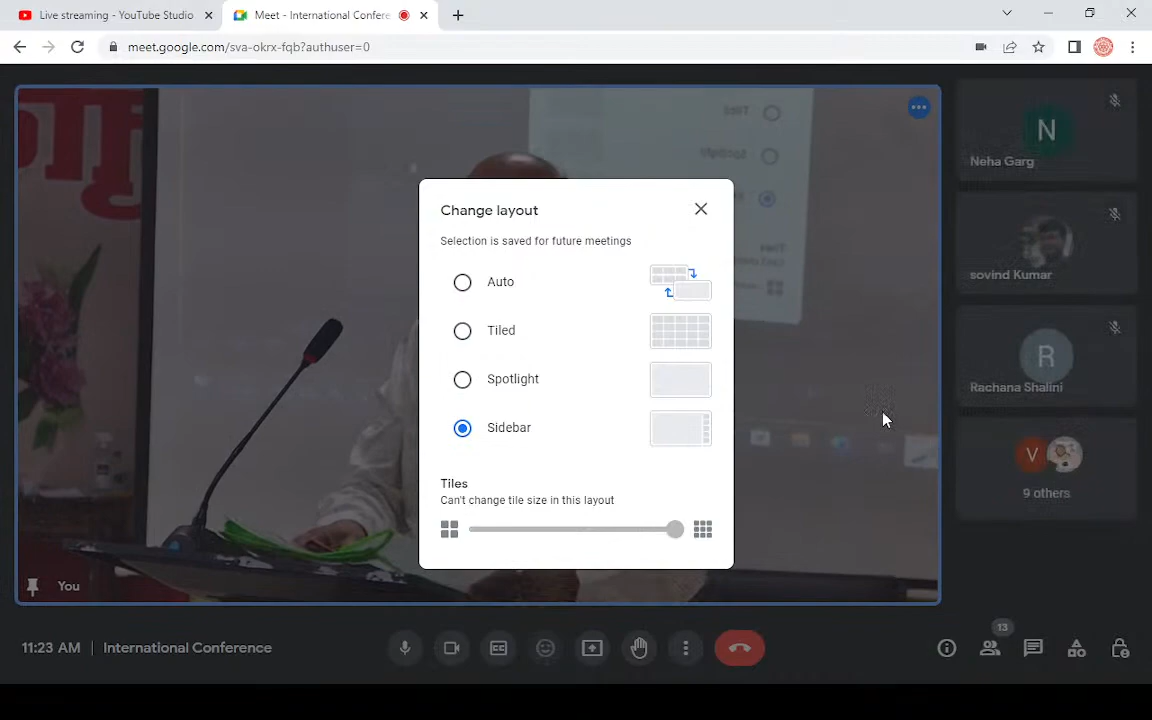 Live streaming - YouTube Studio
Meet - International Confere
meet.google.com/sva-okrx-fqb?authuser=0
Change layout
Selection is saved for future meetings
Auto
Tiled
Spotlight
Sidebar
Tiles
Can't change tile size in this layout
N
Neha Garg
sovind Kumar
R
Rachana Shalini
V
9 others
You
11:23 AM | International Conference
13